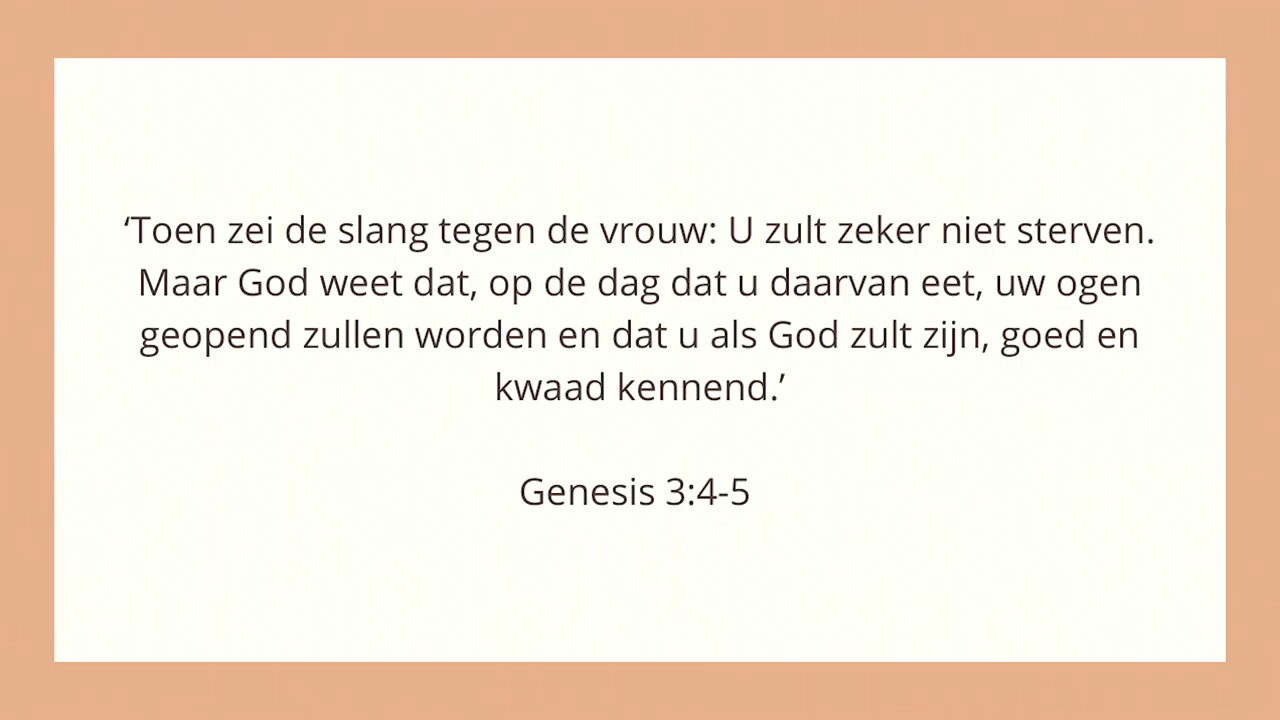 ‘Toen zei de slang tegen de vrouw: U zult zeker niet sterven.
Maar God weet dat, op de dag dat u daarvan eet, uw ogen
geopend zullen worden en dat u als God zult zijn, goed en
kwaad kennend.’
Genesis 3:4-5